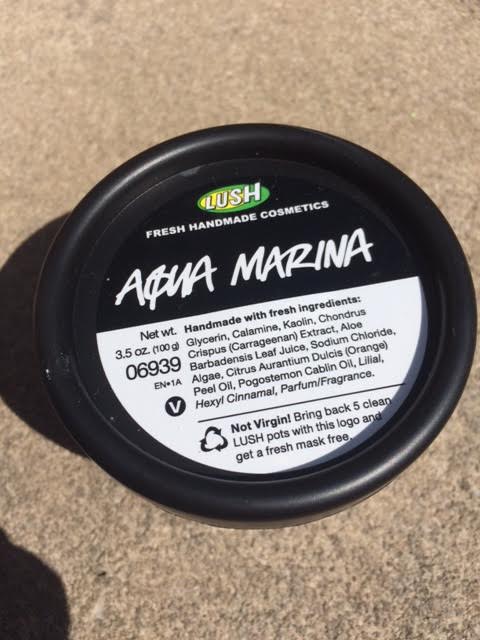 LUSH
FRESH HANDMADE COSMETICS
AQUA MARINA
Net wt.
3.5 oz. (100 g)
06939
EN•1A
V
Handmade with fresh ingredients:
Glycerin, Calamine, Kaolin, Chondrus
Crispus (Carrageenan) Extract, Aloe
Barbadensis Leaf Juice, Sodium Chloride,
Algae, Citrus Aurantium Dulcis (Orange)
Peel Oil, Pogostemon Cablin Oil, Lilial,
Hexyl Cinnamal, Parfum/Fragrance.
Not Virgin! Bring back 5 clean
LUSH pots with this logo and
get a fresh mask free.